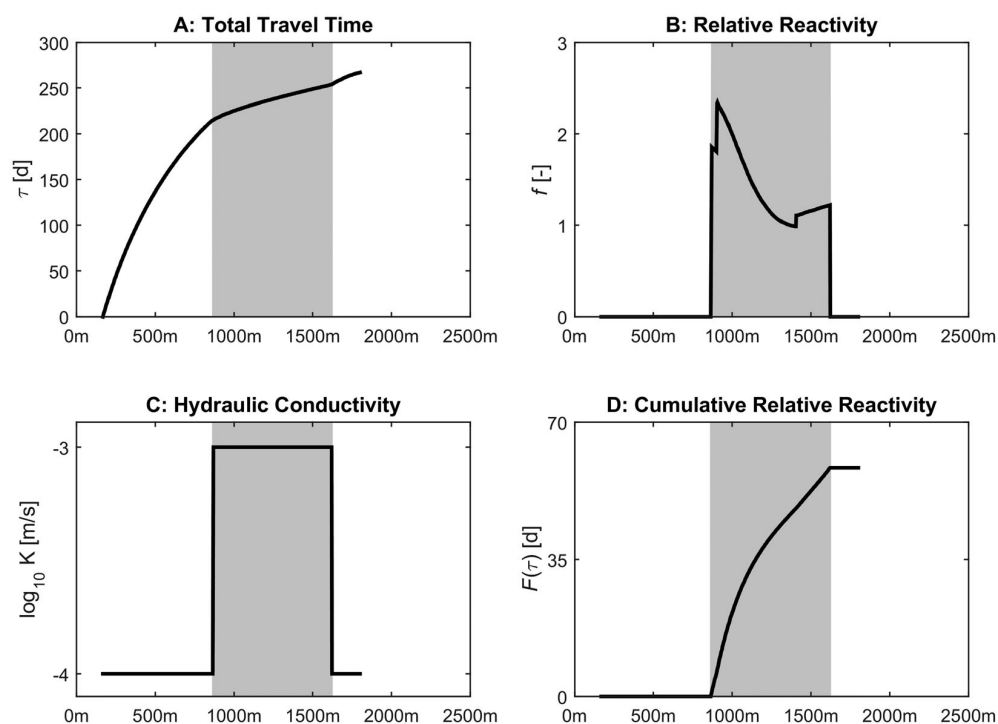 A: Total Travel Time
300
250
200
150
100
50
0
τ [d]
0m 500m 1000m 1500m 2000m 2500m
B: Relative Reactivity
3
2
1
0
f [-]
0m 500m 1000m 1500m 2000m 2500m
C: Hydraulic Conductivity
-3
-4
log10 K [m/s]
0m 500m 1000m 1500m 2000m 2500m
D: Cumulative Relative Reactivity
70
35
0
F(τ) [d]
0m 500m 1000m 1500m 2000m 2500m